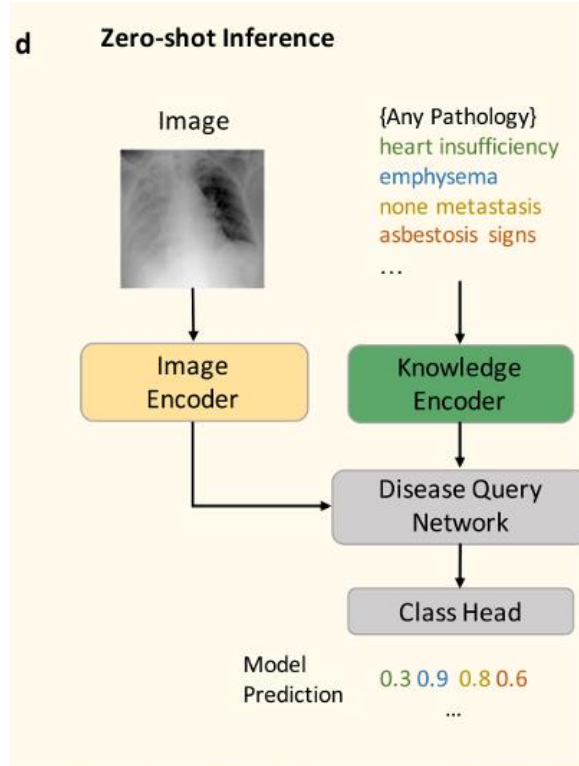 d Zero-shot Inference
Image
{Any Pathology}
heart insufficiency
emphysema
none metastasis
asbestosis signs
...
Image
Encoder
Knowledge
Encoder
Disease Query
Network
Class Head
Model
Prediction
0.3 0.9 0.8 0.6
...